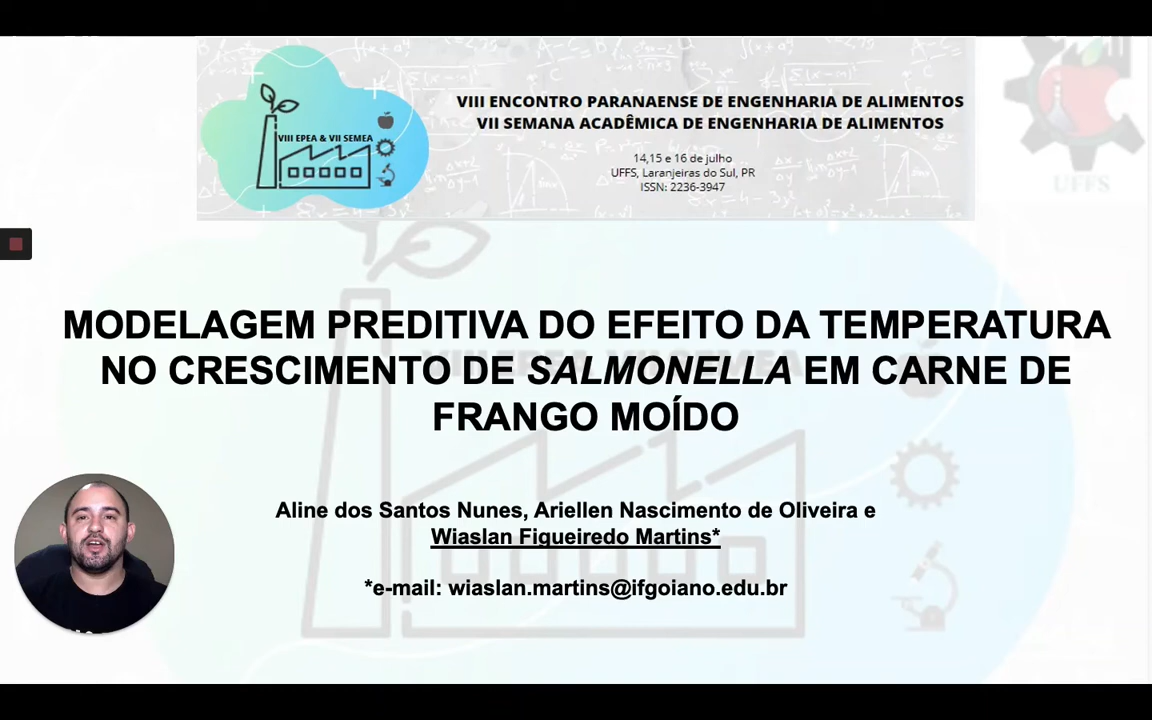 VIII EPEA & VII SEMEA
VIII ENCONTRO PARANAENSE DE ENGENHARIA DE ALIMENTOS
VII SEMANA ACADÊMICA DE ENGENHARIA DE ALIMENTOS
14,15 e 16 de julho
UFFS, Laranjeiras do Sul, PR
ISSN: 2236-3947
UFFS
MODELAGEM PREDITIVA DO EFEITO DA TEMPERATURA
NO CRESCIMENTO DE SALMONELLA EM CARNE DE
FRANGO MOÍDO
Aline dos Santos Nunes, Ariellen Nascimento de Oliveira e
Wiaslan Figueiredo Martins*
*e-mail: wiaslan.martins@ifgoiano.edu.br